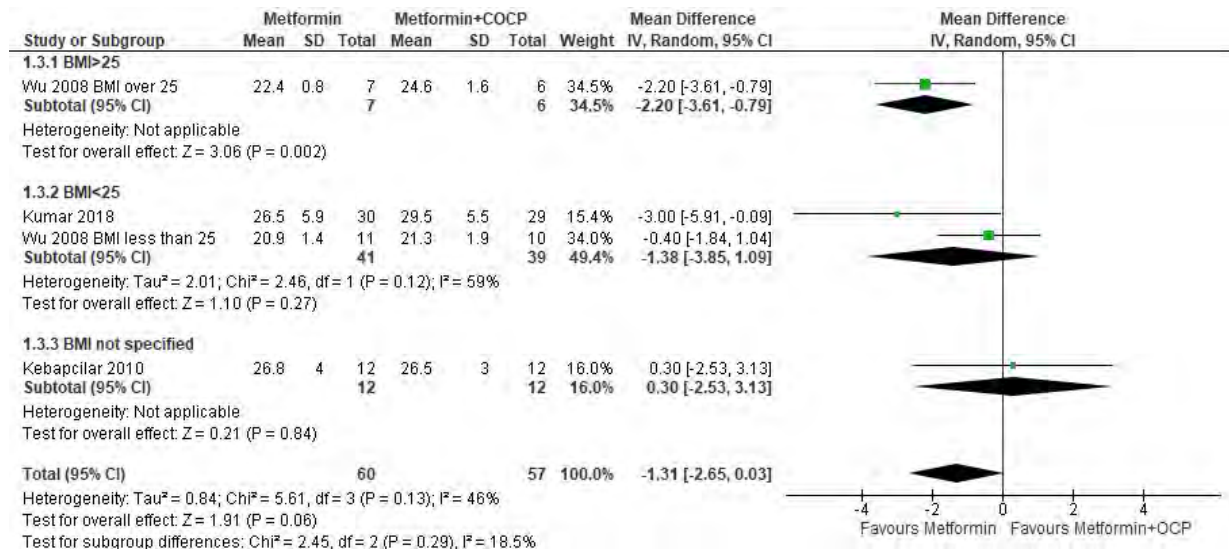 Metformin Metformin+COCP Mean Difference Mean Difference
Study or Subgroup Mean SD Total Mean SD Total Weight IV, Random, 95% CI IV, Random, 95% CI
1.3.1 BMI>25
Wu 2008 BMI over 25 22.4 0.8 7 24.6 1.6 6 34.5% -2.20 [-3.61, -0.79]
Subtotal (95% CI) 7 6 34.5% -2.20 [-3.61, -0.79]
Heterogeneity: Not applicable
Test for overall effect: Z = 3.06 (P = 0.002)
1.3.2 BMI<25
Kumar 2018 26.5 5.9 30 29.5 5.5 29 15.4% -3.00 [-5.91, -0.09]
Wu 2008 BMI less than 25 20.9 1.4 11 21.3 1.9 10 34.0% -0.40 [-1.84, 1.04]
Subtotal (95% CI) 41 39 49.4% -1.38 [-3.85, 1.09]
Heterogeneity: Tau² = 2.01; Chi² = 2.46, df = 1 (P = 0.12); I² = 59%
Test for overall effect: Z = 1.10 (P = 0.27)
1.3.3 BMI not specified
Kebapcilar 2010 26.8 4 12 26.5 3 12 16.0% 0.30 [-2.53, 3.13]
Subtotal (95% CI) 12 12 16.0% 0.30 [-2.53, 3.13]
Heterogeneity: Not applicable
Test for overall effect: Z = 0.21 (P = 0.84)
Total (95% CI) 60 57 100.0% -1.31 [-2.65, 0.03]
Heterogeneity: Tau² = 0.84; Chi² = 5.61, df = 3 (P = 0.13); I² = 46%
Test for overall effect: Z = 1.91 (P = 0.06)
Test for subgroup differences: Chi² = 2.45, df = 2 (P = 0.29), I² = 18.5%
-4 -2 0 2 4
Favours Metformin Favours Metformin+OCP